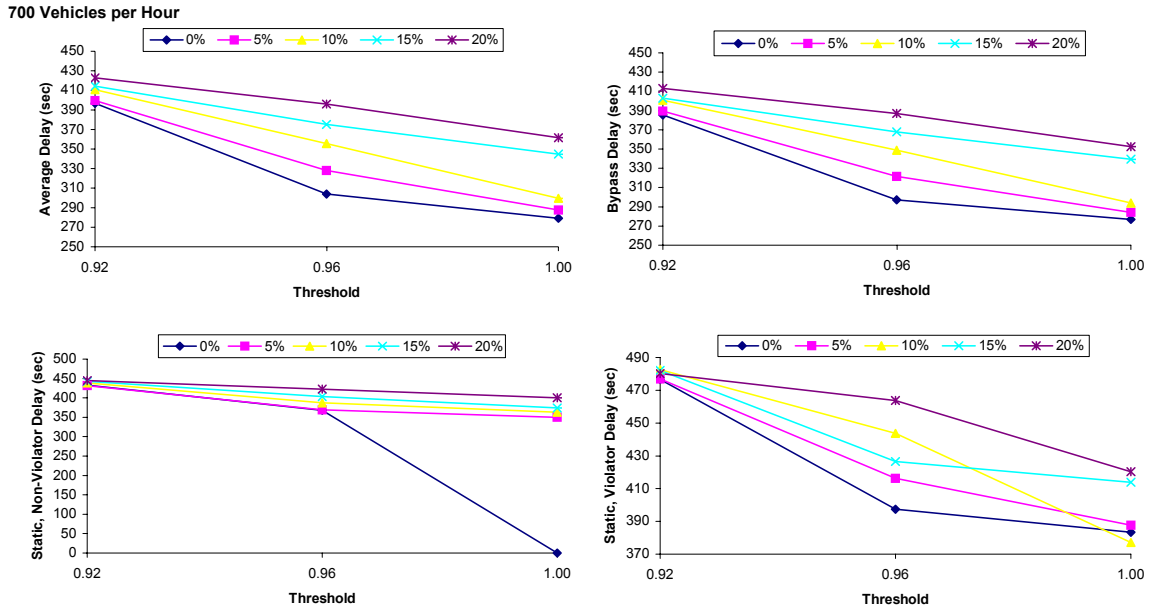 700 Vehicles per Hour
0% 5% 10% 15% 20%
Average Delay (sec)
450
430
410
390
370
350
330
310
290
270
250
0.92 0.96 1.00
Threshold
0% 5% 10% 15% 20%
Bypass Delay (sec)
450
430
410
390
370
350
330
310
290
270
250
0.92 0.96 1.00
Threshold
0% 5% 10% 15% 20%
Static, Non-Violator Delay (sec)
500
450
400
350
300
250
200
150
100
50
0
0.92 0.96 1.00
Threshold
0% 5% 10% 15% 20%
Static, Violator Delay (sec)
490
470
450
430
410
390
370
0.92 0.96 1.00
Threshold